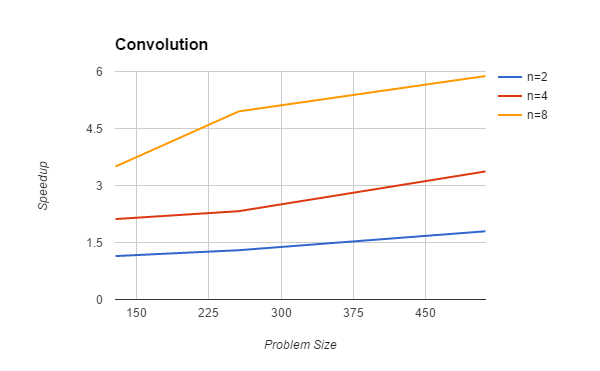 Convolution
6
4.5
3
1.5
0
Speedup
150 225 300 375 450
Problem Size
n=2
n=4
n=8